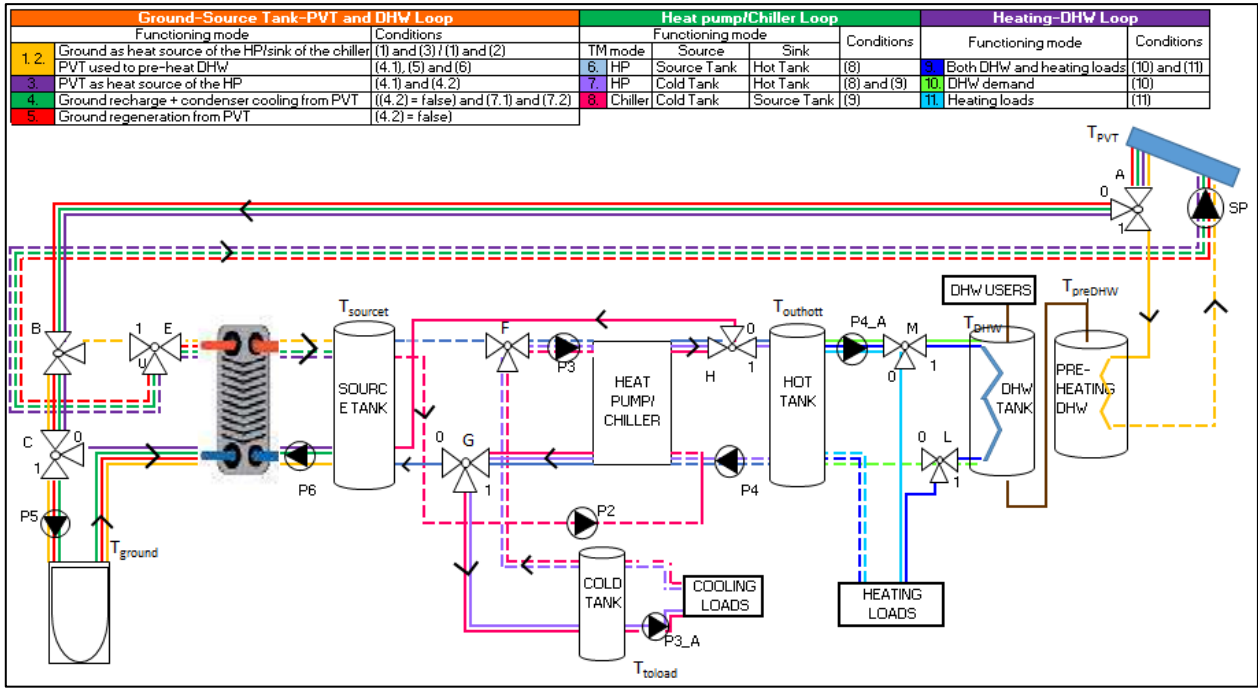 Ground-Source Tank-PVT and DHW Loop
Heat pump/Chiller Loop
Heating-DHW Loop
Functioning mode
Conditions
Functioning mode
Conditions
Functioning mode
Conditions
TM mode
Source
Sink
1. 2.
Ground as heat source of the HP/sink of the chiller
(1) and (3) / (1) and (2)
PVT used to pre-heat DHW
(4.1), (5) and (6)
3.
PVT as heat source of the HP
(4.1) and (4.2)
4.
Ground recharge + condenser cooling from PVT
((4.2) = false) and (7.1) and (7.2)
5.
Ground regeneration from PVT
(4.2) = false)
6.
HP
Source Tank
Hot Tank
(8)
7.
HP
Cold Tank
Hot Tank
(8) and (9)
8.
Chiller
Cold Tank
Source Tank
(9)
9.
Both DHW and heating loads
(10) and (11)
10.
DHW demand
(10)
11.
Heating loads
(11)
TPVT
A
0
1
SP
B
1
E
U
Tsourcet
F
P3
0
H
1
Touthott
P4_A
M
0
1
DHW USERS
TDHW
TpreDHW
SOURC
E TANK
HEAT
PUMP/
CHILLER
HOT
TANK
DHW
TANK
PRE-
HEATING
DHW
C
0
1
P6
0
G
1
P4
0
L
1
P5
P2
Tground
COLD
TANK
COOLING
LOADS
P3_A
HEATING
LOADS
Ttoload